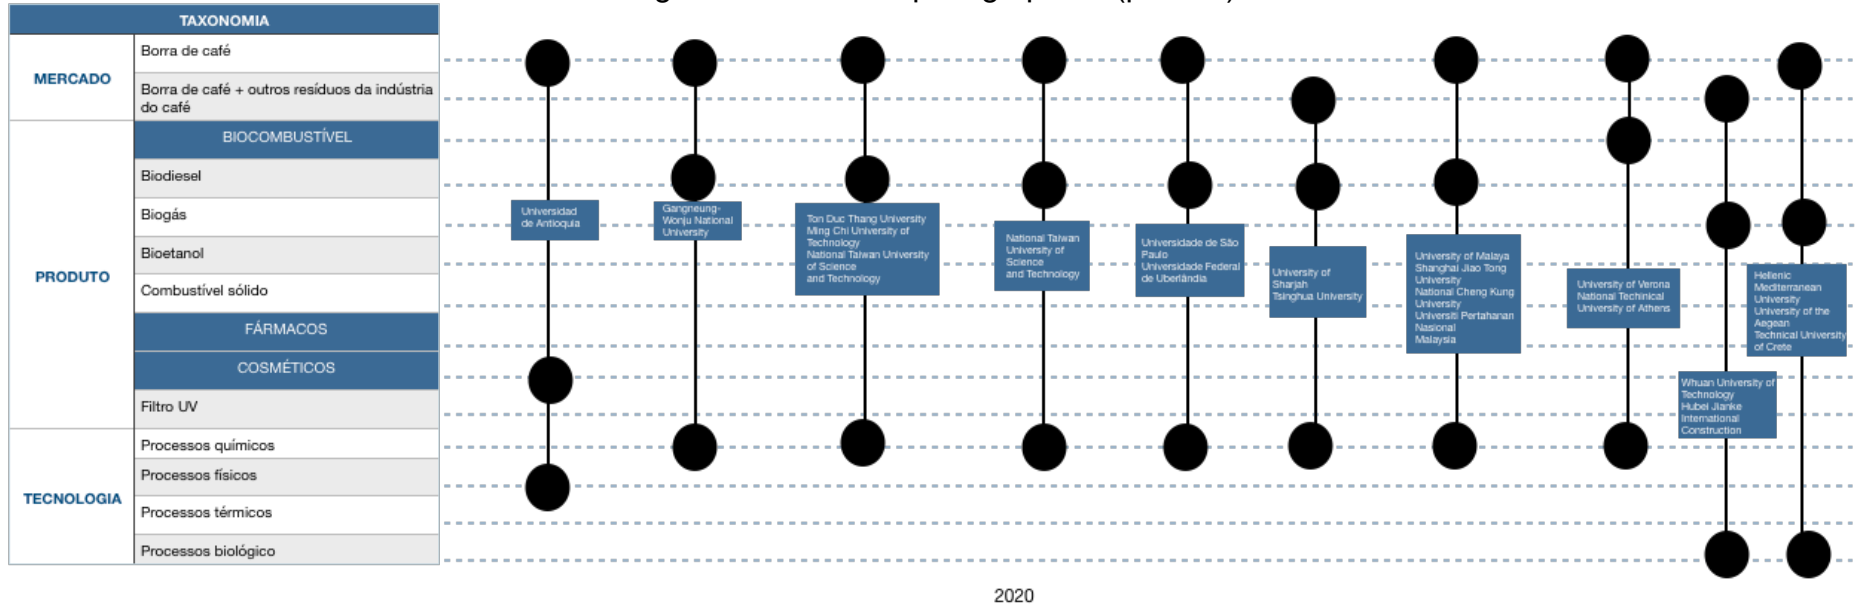 TAXONOMIA
MERCADO
Borra de café
Borra de café + outros resíduos da indústria
do café
PRODUTO
BIOCOMBUSTÍVEL
Biodiesel
Biogás
Bioetanol
Combustível sólido
FÁRMACOS
COSMÉTICOS
Filtro UV
TECNOLOGIA
Processos químicos
Processos físicos
Processos térmicos
Processos biológico
Universidad
de Antioquia
Gangneung-
Wonju National
University
Ton Duc Thang University
Ming Chi University of
Technology
National Taiwan University
of Science
and Technology
National Taiwan
University of
Science
and Technology
Universidade de São
Paulo
Universidade Federal
de Uberlândia
University of
Sharjah
Tsinghua University
University of Malaya
Shanghai Jiao Tong
University
National Cheng Kung
University
Universiti Pertahanan
Nasional
Malaysia
University of Verona
National Techinical
University of Athens
Whuan University of
Technology
Hubei Jianke
International
Construction
Hellenic
Mediterranean
University
University of the
Aegean
Technical University
of Crete
2020